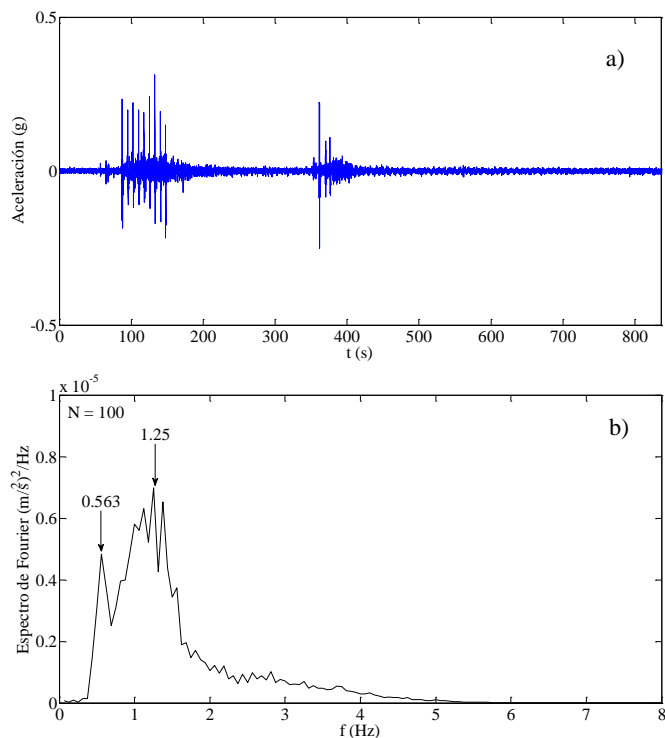 0.5
a)
Aceleración (g)
0
-0.5
0 100 200 300 400 500 600 700 800
t (s)
1 x 10-5
N = 100
b)
1.25
0.563
0.8
0.6
0.4
0.2
0
Espectro de Fourier (m/s2)2/Hz
0 1 2 3 4 5 6 7 8
f (Hz)